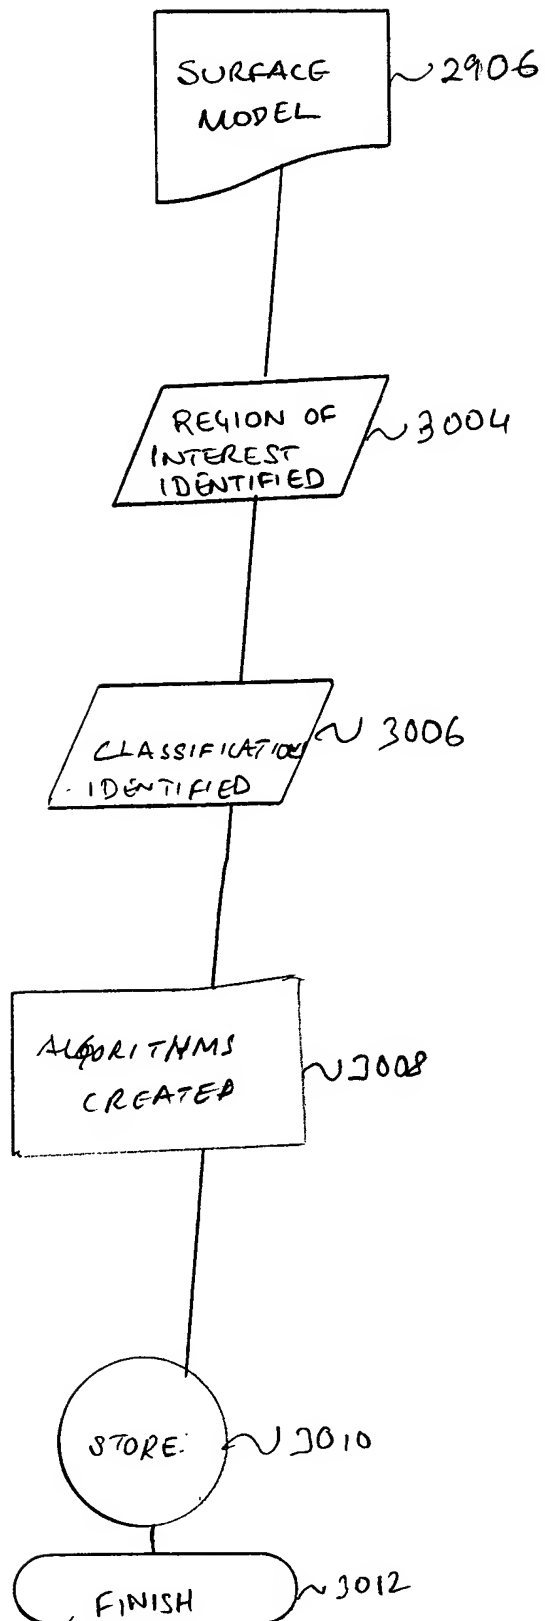 SURFACE
MODEL
2906
REGION OF
INTEREST
IDENTIFIED
3004
CLASSIFICATION
IDENTIFIED
3006
ALGORITHMS
CREATED
3008
STORE
3010
FINISH
3012